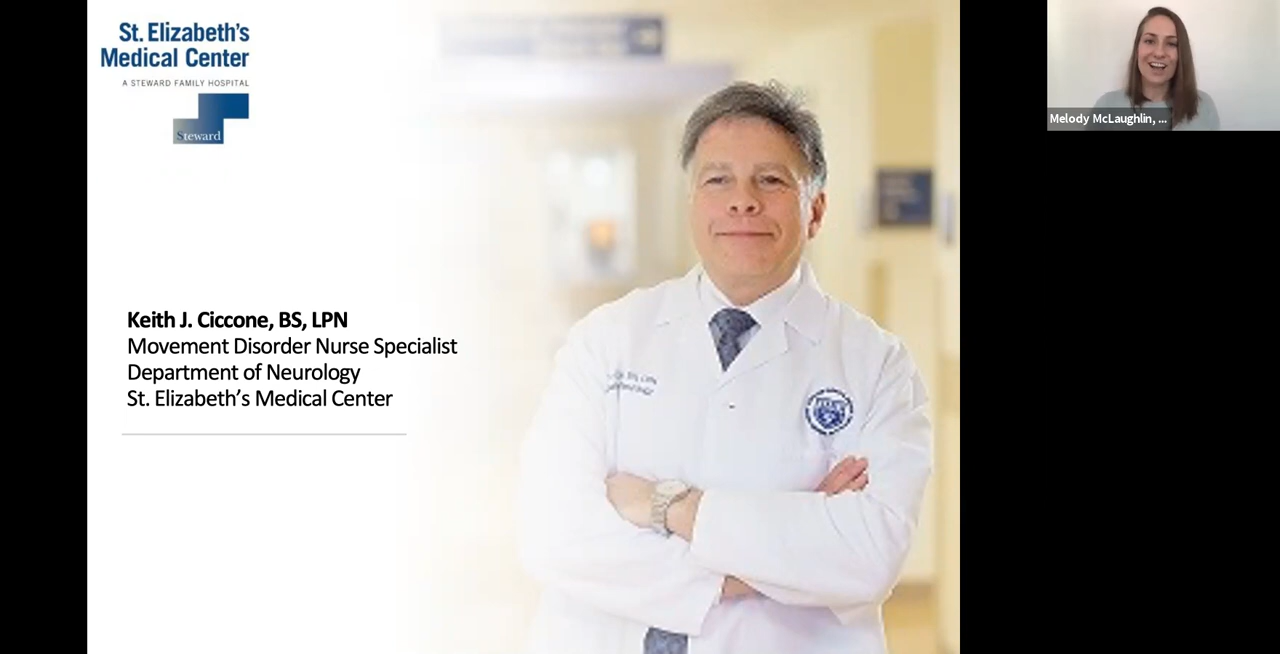 St. Elizabeth's
Medical Center
A STEWARD FAMILY HOSPITAL
Steward
Keith J. Ciccone, BS, LPN
Movement Disorder Nurse Specialist
Department of Neurology
St. Elizabeth's Medical Center
Melody McLaughlin, ...